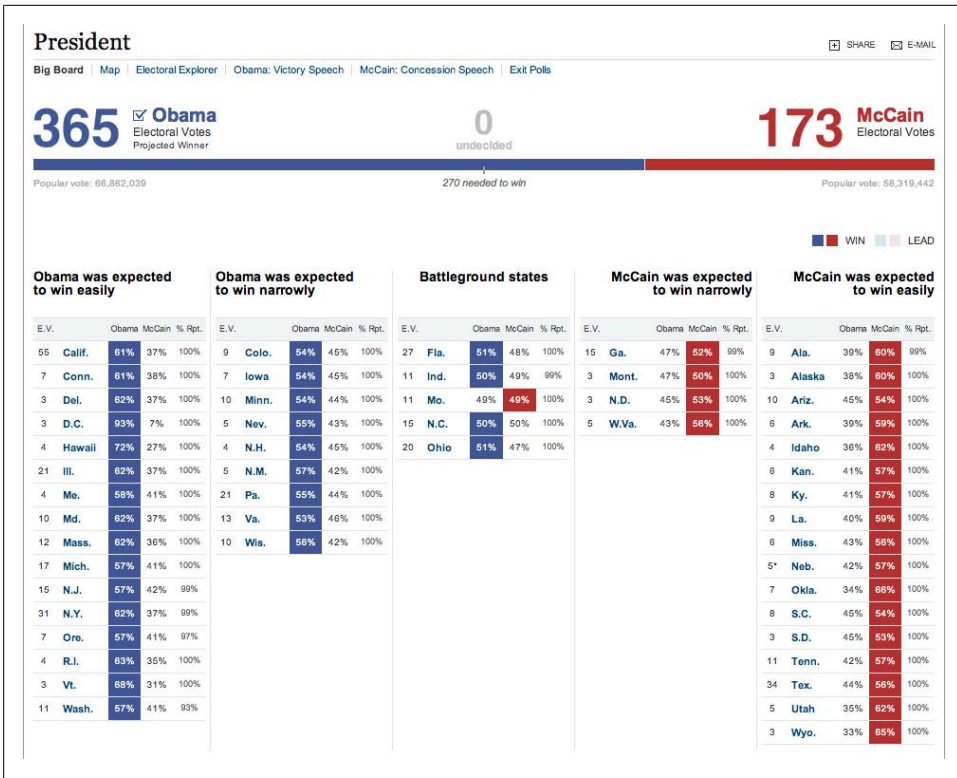 President
SHARE E-MAIL
Big Board Map Electoral Explorer Obama: Victory Speech McCain: Concession Speech Exit Polls
365 Obama
Electoral Votes
Projected Winner
0
undecided
173 McCain
Electoral Votes
Popular vote: 66,862,039
270 needed to win
Popular vote: 58,319,442
WIN LEAD
Obama was expected
to win easily
E.V. Obama McCain % Rpt.
55 Calif. 61% 37% 100%
7 Conn. 61% 38% 100%
3 Del. 62% 37% 100%
3 D.C. 93% 7% 100%
4 Hawaii 72% 27% 100%
21 Ill. 62% 37% 100%
4 Me. 58% 41% 100%
10 Md. 62% 37% 100%
12 Mass. 62% 36% 100%
17 Mich. 57% 41% 100%
15 N.J. 57% 42% 99%
31 N.Y. 62% 37% 99%
7 Ore. 57% 41% 97%
4 R.I. 63% 35% 100%
3 Vt. 68% 31% 100%
11 Wash. 57% 41% 93%
Obama was expected
to win narrowly
E.V. Obama McCain % Rpt.
9 Colo. 54% 45% 100%
7 Iowa 54% 45% 100%
10 Minn. 54% 44% 100%
5 Nev. 55% 43% 100%
4 N.H. 54% 45% 100%
5 N.M. 57% 42% 100%
21 Pa. 55% 44% 100%
13 Va. 53% 46% 100%
10 Wis. 56% 42% 100%
Battleground states
E.V. Obama McCain % Rpt.
27 Fla. 51% 48% 100%
11 Ind. 50% 49% 99%
11 Mo. 49% 49% 100%
15 N.C. 50% 50% 100%
20 Ohio 51% 47% 100%
McCain was expected
to win narrowly
E.V. Obama McCain % Rpt.
15 Ga. 47% 52% 99%
3 Mont. 47% 50% 100%
3 N.D. 45% 53% 100%
5 W.Va. 43% 56% 100%
McCain was expected
to win easily
E.V. Obama McCain % Rpt.
9 Ala. 39% 60% 99%
3 Alaska 38% 60% 100%
10 Ariz. 45% 54% 100%
6 Ark. 39% 59% 100%
4 Idaho 36% 62% 100%
6 Kan. 41% 57% 100%
8 Ky. 41% 57% 100%
9 La. 40% 59% 100%
6 Miss. 43% 56% 100%
5* Neb. 42% 57% 100%
7 Okla. 34% 66% 100%
8 S.C. 45% 54% 100%
3 S.D. 45% 53% 100%
11 Tenn. 42% 57% 100%
34 Tex. 44% 56% 100%
5 Utah 35% 62% 100%
3 Wyo. 33% 65% 100%